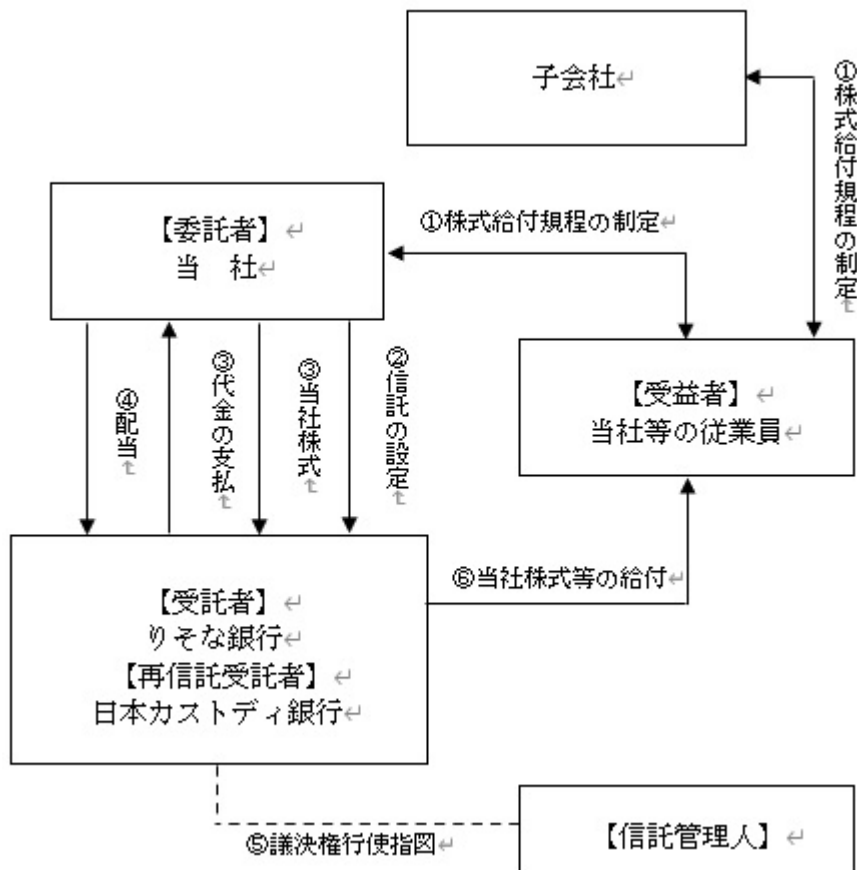 子会社↵
①株式給付規程の制定↵
【委託者】↵
当　社↵
①株式給付規程の制定↵
【受益者】↵
当社等の従業員↵
④配当↵
③代金の支払↵
③当社株式↵
②信託の設定↵
【受託者】↵
りそな銀行↵
【再信託受託者】↵
日本カストディ銀行↵
⑥当社株式等の給付↵
⑤議決権行使指図↵
【信託管理人】↵